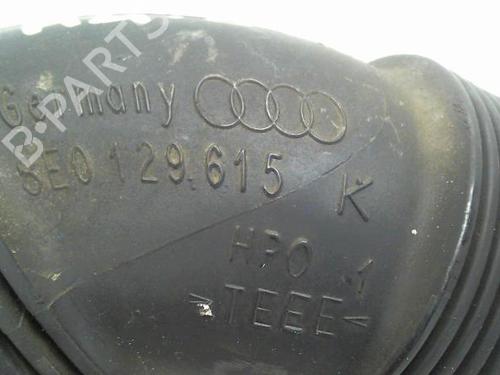 B-PARTS
Germany
8E0 129 615 K
HPO 1
>TEEE<